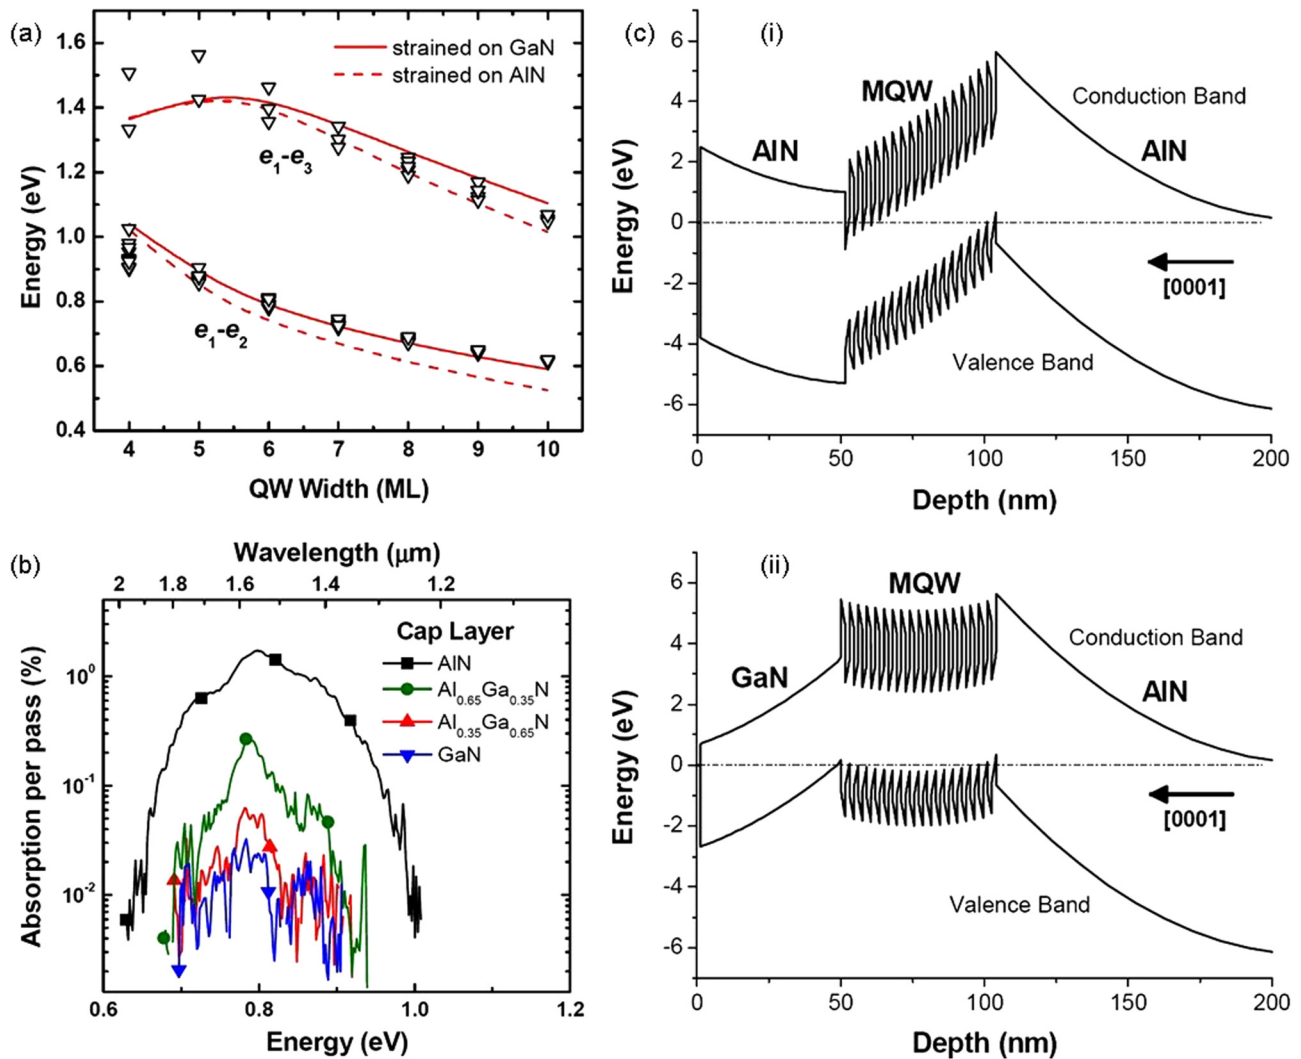 (a)
1.6
1.4
1.2
1.0
0.8
0.6
0.4
Energy (eV)
strained on GaN
strained on AlN
e1-e3
e1-e2
4 5 6 7 8 9 10
QW Width (ML)
(b)
Wavelength (μm)
2 1.8 1.6 1.4 1.2
Absorption per pass (%)
10^0
10^-1
10^-2
Cap Layer
AlN
Al0.65Ga0.35N
Al0.35Ga0.65N
GaN
0.6 0.8 1.0 1.2
Energy (eV)
(c)
(i)
6
4
2
0
-2
-4
-6
Energy (eV)
MQW
Conduction Band
AlN
AlN
[0001]
Valence Band
0 50 100 150 200
Depth (nm)
(ii)
6
4
2
0
-2
-4
-6
Energy (eV)
MQW
Conduction Band
GaN
AlN
[0001]
Valence Band
0 50 100 150 200
Depth (nm)